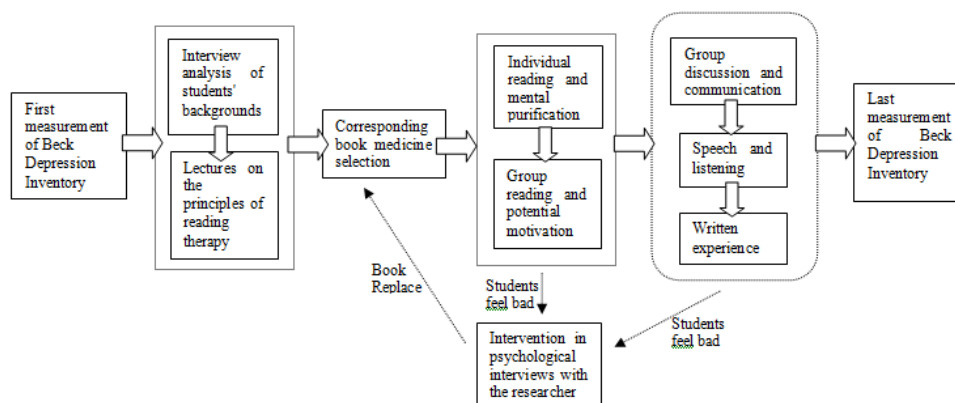 First
measurement
of Beck
Depression
Inventory
Interview
analysis of
students'
backgrounds
Lectures on
the
principles of
reading
therapy
Corresponding
book medicine
selection
Individual
reading and
mental
purification
Group
reading and
potential
motivation
Group
discussion and
communication
Speech and
listening
Written
experience
Last
measurement
of Beck
Depression
Inventory
Book
Replace
Students
feel bad
Students
feel bad
Intervention in
psychological
interviews with
the researcher